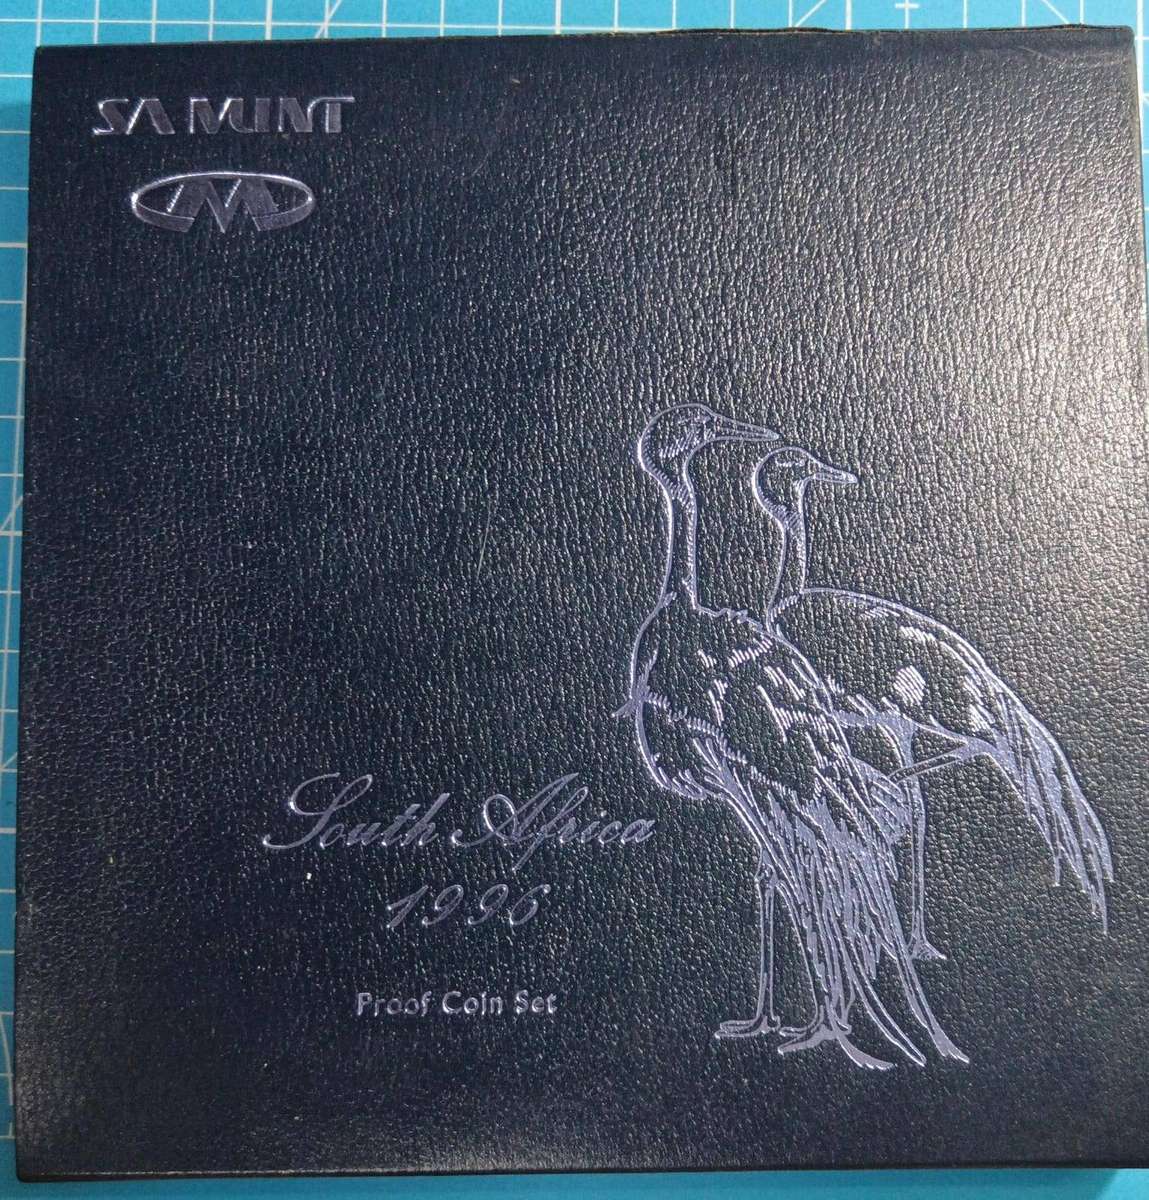 SA MINT
M
South Africa
1996
Proof Coin Set